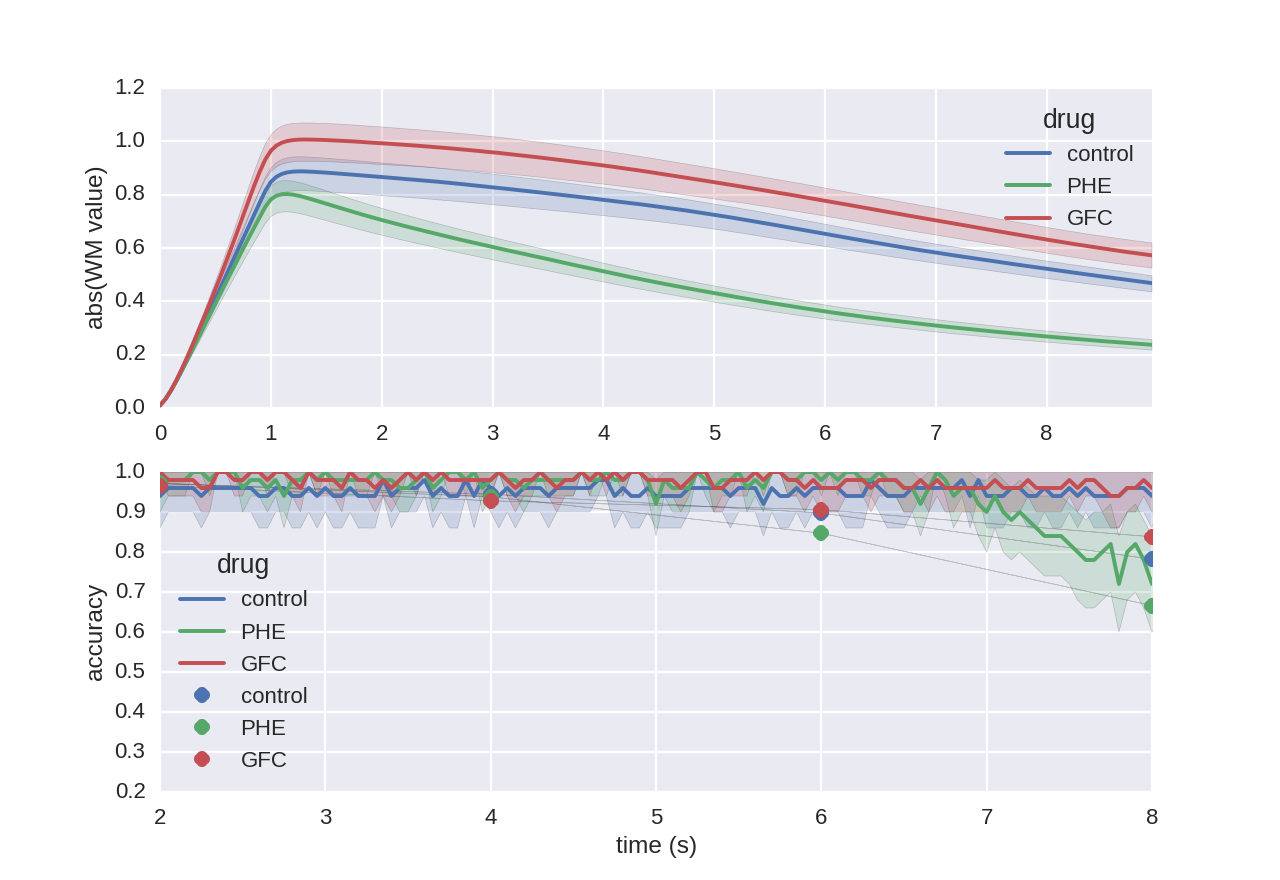 1.2
1.0
0.8
0.6
0.4
0.2
0.0
abs(WM value)
drug
control
PHE
GFC
0 1 2 3 4 5 6 7 8
1.0
0.9
0.8
0.7
0.6
0.5
0.4
0.3
0.2
accuracy
drug
control
PHE
GFC
control
PHE
GFC
2 3 4 5 6 7 8
time (s)